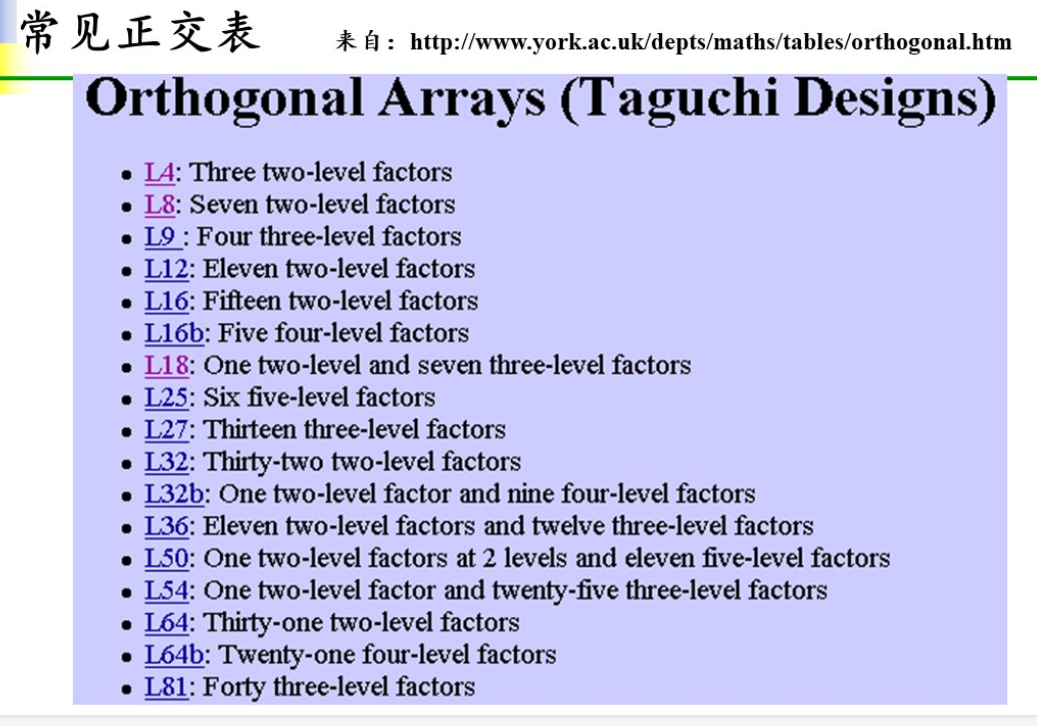 常见正交表
来自：http://www.york.ac.uk/depts/maths/tables/orthogonal.htm
Orthogonal Arrays (Taguchi Designs)
L4: Three two-level factors
L8: Seven two-level factors
L9 : Four three-level factors
L12: Eleven two-level factors
L16: Fifteen two-level factors
L16b: Five four-level factors
L18: One two-level and seven three-level factors
L25: Six five-level factors
L27: Thirteen three-level factors
L32: Thirty-two two-level factors
L32b: One two-level factor and nine four-level factors
L36: Eleven two-level factors and twelve three-level factors
L50: One two-level factors at 2 levels and eleven five-level factors
L54: One two-level factor and twenty-five three-level factors
L64: Thirty-one two-level factors
L64b: Twenty-one four-level factors
L81: Forty three-level factors